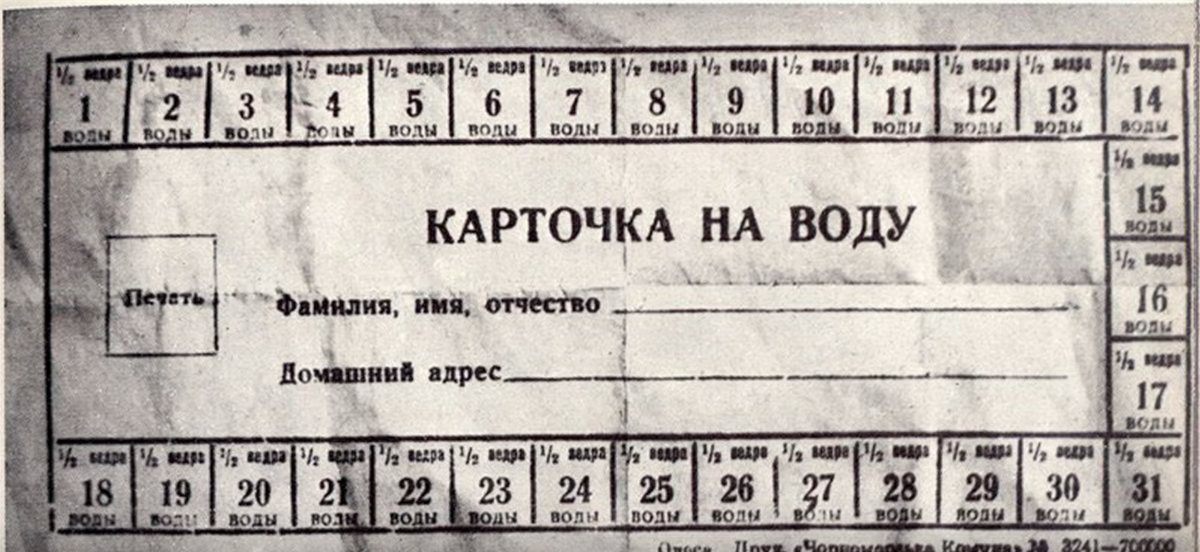 1/2 ведра 1/2 ведра 1/2 ведра 1/2 ведра 1/2 ведра 1/2 ведра 1/2 ведра 1/2 ведра 1/2 ведра 1/2 ведра 1/2 ведра 1/2 ведра 1/2 ведра 1/2 ведра
1 2 3 4 5 6 7 8 9 10 11 12 13 14
воды воды воды воды воды воды воды воды воды воды воды воды воды воды
1/2 ведра
15
воды
КАРТОЧКА НА ВОДУ
1/2 ведра
16
воды
Печать
Фамилия, имя, отчество
1/2 ведра
17
воды
Домашний адрес
1/2 ведра 1/2 ведра 1/2 ведра 1/2 ведра 1/2 ведра 1/2 ведра 1/2 ведра 1/2 ведра 1/2 ведра 1/2 ведра 1/2 ведра 1/2 ведра 1/2 ведра 1/2 ведра
18 19 20 21 22 23 24 25 26 27 28 29 30 31
воды воды воды воды воды воды воды воды воды воды воды воды воды воды
Одеса. Друк. «Чорноморська Комуна» Зв 3241—700000